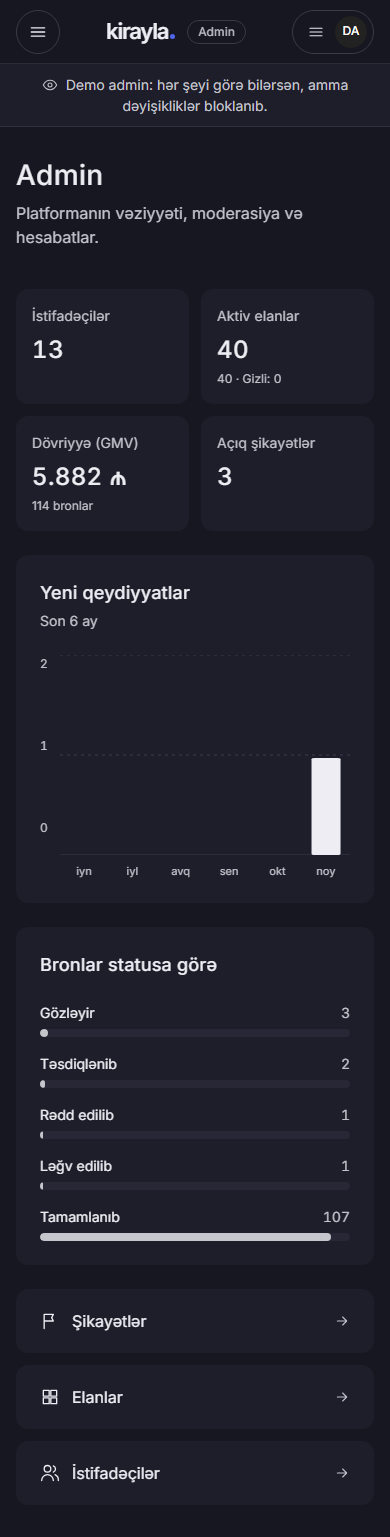 kirayla.
Admin
DA
Demo admin: hər şeyi görə bilərsən, amma
dəyişikliklər bloklanıb.
Admin
Platformanın vəziyyəti, moderasiya və
hesabatlar.
İstifadəçilər
13
Aktiv elanlar
40
40 · Gizli: 0
Dövriyyə (GMV)
5.882 ₼
114 bronlar
Açıq şikayətlər
3
Yeni qeydiyyatlar
Son 6 ay
2
1
0
iyn iyl avq sen okt noy
Bronlar statusa görə
Gözləyir 3
Təsdiqlənib 2
Rədd edilib 1
Ləğv edilib 1
Tamamlanıb 107
Şikayətlər
Elanlar
İstifadəçilər